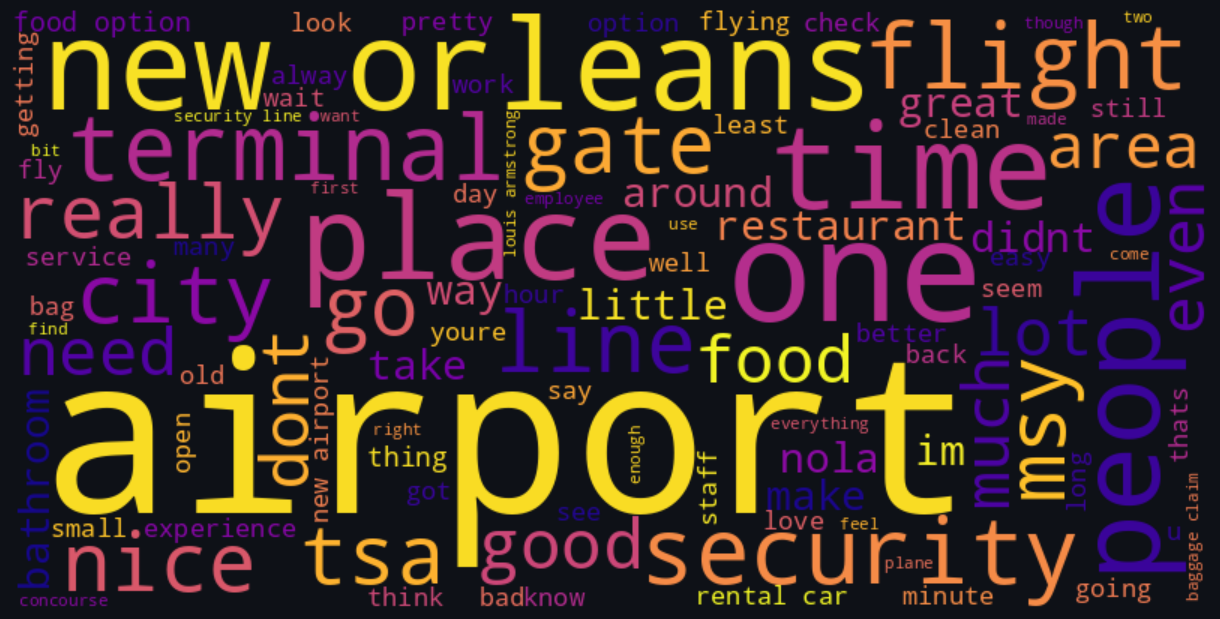 food option
look
pretty
option
flying
check
though
two
getting
new orleans
flight
alway
work
wait
great
still
security line
want
made
terminal
louis armstrong
gate
least
clean
time
area
bit
fly
first
day
employee
around
people
even
really
place
use
restaurant
didnt
service
many
well
one
easy
come
city
go
way
hour
little
seem
bag
find
youre
line
better
lot
need
dont
take
food
back
old
say
much
msy
airport
bathroom
open
new airport
right
thing
enough
everything
thats
im
nola
staff
got
make
long
small
experience
see
love
feel
u
baggage claim
nice
tsa
good
security
plane
concourse
think
bad
know
rental car
minute
going